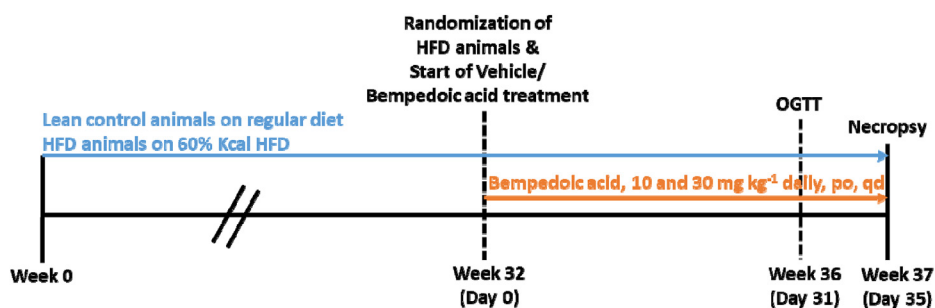 Randomization of
HFD animals &
Start of Vehicle/
Bempedoic acid treatment
OGTT
Necropsy
Lean control animals on regular diet
HFD animals on 60% Kcal HFD
Bempedoic acid, 10 and 30 mg kg⁻¹ daily, po, qd
Week 0
Week 32
(Day 0)
Week 36
(Day 31)
Week 37
(Day 35)